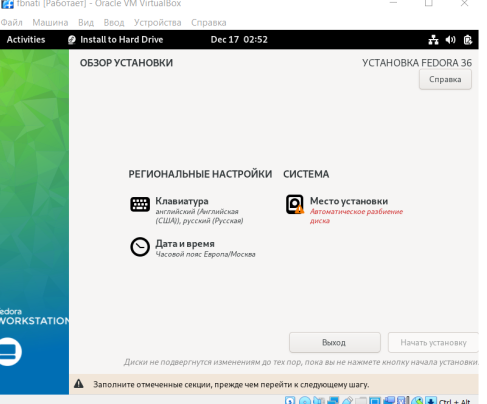 fbnati [Работает] - Oracle VM VirtualBox
Файл Машина Вид Ввод Устройства Справка
Activities Install to Hard Drive Dec 17 02:52
ОБЗОР УСТАНОВКИ УСТАНОВКА FEDORA 36
Справка
РЕГИОНАЛЬНЫЕ НАСТРОЙКИ СИСТЕМА
Клавиатура
английский (Английская
(США)), русский (Русская)
Место установки
Автоматическое разбиение
диска
Дата и время
Часовой пояс Европа/Москва
edora
WORKSTATION
Выход Начать установку
Диски не подвергнутся изменениям до тех пор, пока вы не нажмете кнопку начала установки.
Заполните отмеченные секции, прежде чем перейти к следующему шагу.
Ctrl + Alt